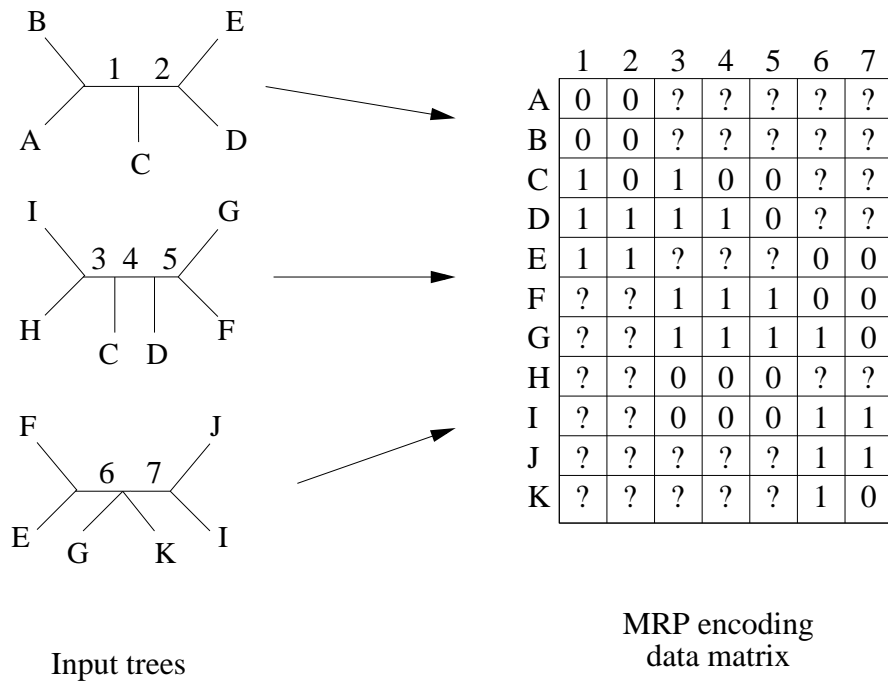 B
E
1 2
A
C
D
I
G
3 4 5
H
C D
F
F
J
6 7
E
G K
I
Input trees
1 2 3 4 5 6 7
A 0 0 ? ? ? ? ?
B 0 0 ? ? ? ? ?
C 1 0 1 0 0 ? ?
D 1 1 1 1 0 ? ?
E 1 1 ? ? ? 0 0
F ? ? 1 1 1 0 0
G ? ? 1 1 1 1 0
H ? ? 0 0 0 ? ?
I ? ? 0 0 0 1 1
J ? ? ? ? ? 1 1
K ? ? ? ? ? 1 0
MRP encoding
data matrix